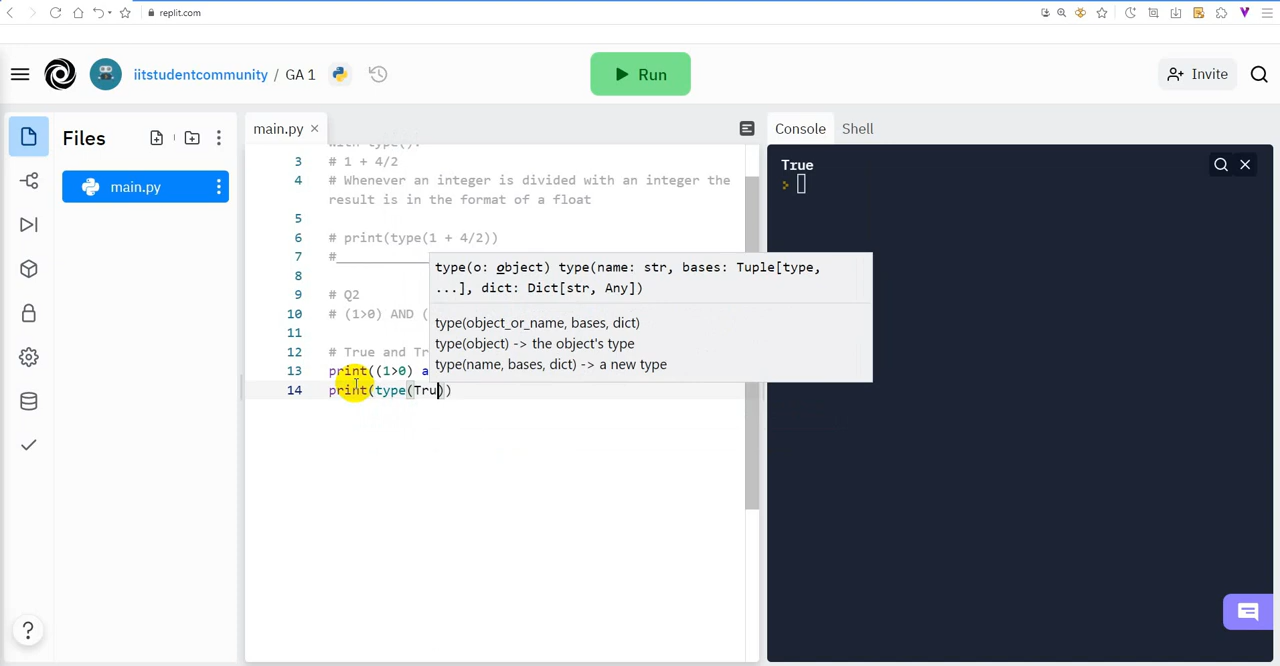 replit.com
iitstudentcommunity / GA 1
Run
Invite
Files
main.py
main.py
Console
Shell
with type().
3 # 1 + 4/2
4 # Whenever an integer is divided with an integer the
result is in the format of a float
5
6 # print(type(1 + 4/2))
7 #
8
9 # Q2
10 # (1>0) AND (
11
12 # True and Tr
13 print((1>0) a
14 print(type(Tru))
type(o: object) type(name: str, bases: Tuple[type,
...], dict: Dict[str, Any])
type(object_or_name, bases, dict)
type(object) -> the object's type
type(name, bases, dict) -> a new type
True